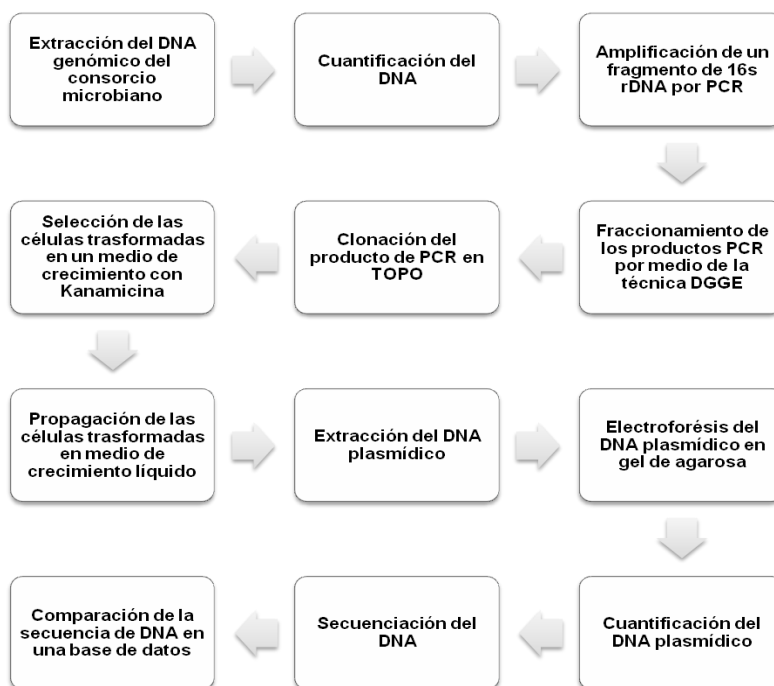 Extracción del DNA
genómico del
consorcio
microbiano
Cuantificación del
DNA
Amplificación de un
fragmento de 16s
rDNA por PCR
Fraccionamiento de
los productos PCR
por medio de la
técnica DGGE
Clonación del
producto de PCR en
TOPO
Selección de las
células trasformadas
en un medio de
crecimiento con
Kanamicina
Propagación de las
células trasformadas
en medio de
crecimiento líquido
Extracción del DNA
plasmídico
Electroforésis del
DNA plasmídico en
gel de agarosa
Cuantificación del
DNA plasmídico
Secuenciación del
DNA
Comparación de la
secuencia de DNA en
una base de datos